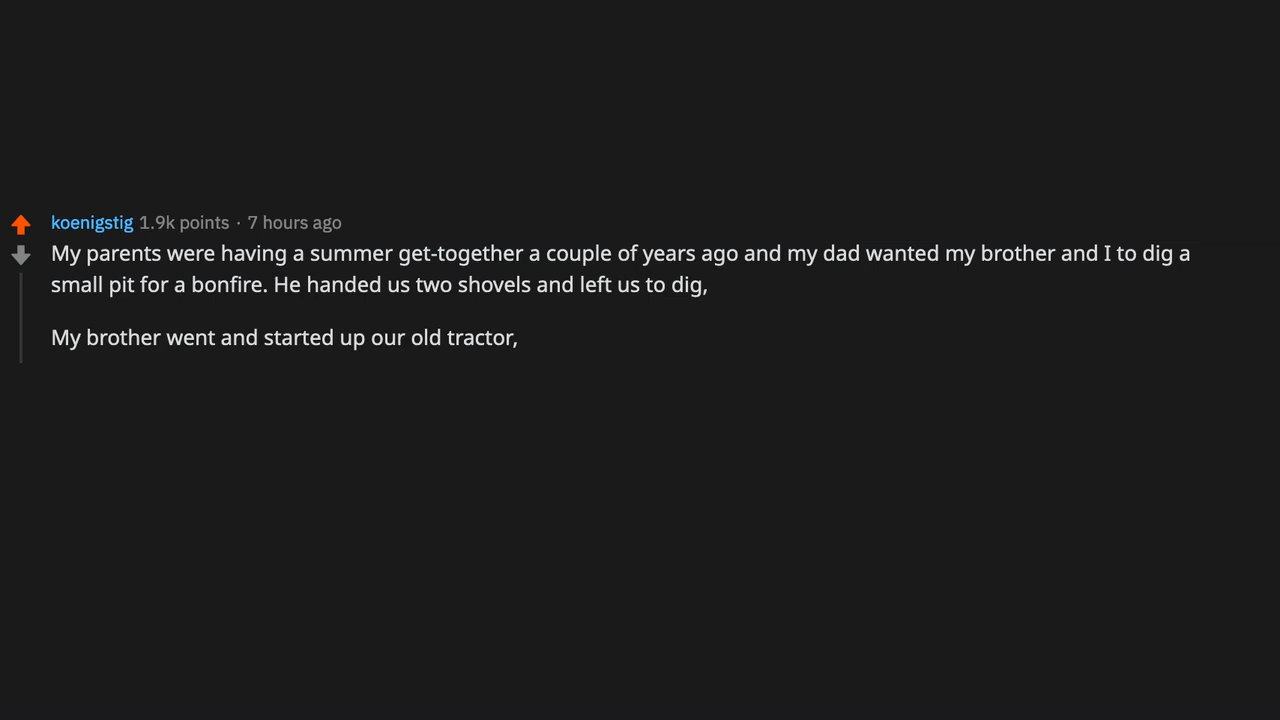 koenigstig 1.9k points · 7 hours ago
My parents were having a summer get-together a couple of years ago and my dad wanted my brother and I to dig a
small pit for a bonfire. He handed us two shovels and left us to dig,
My brother went and started up our old tractor,